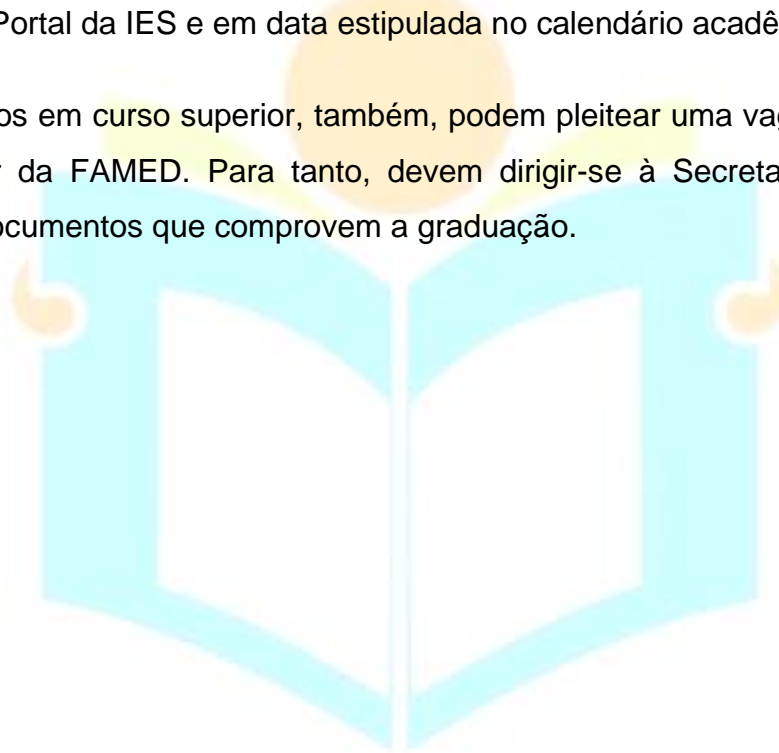 Portal da IES e em data estipulada no calendário acadê
os em curso superior, também, podem pleitear uma vag
r da FAMED. Para tanto, devem dirigir-se à Secreta
ocumentos que comprovem a graduação.